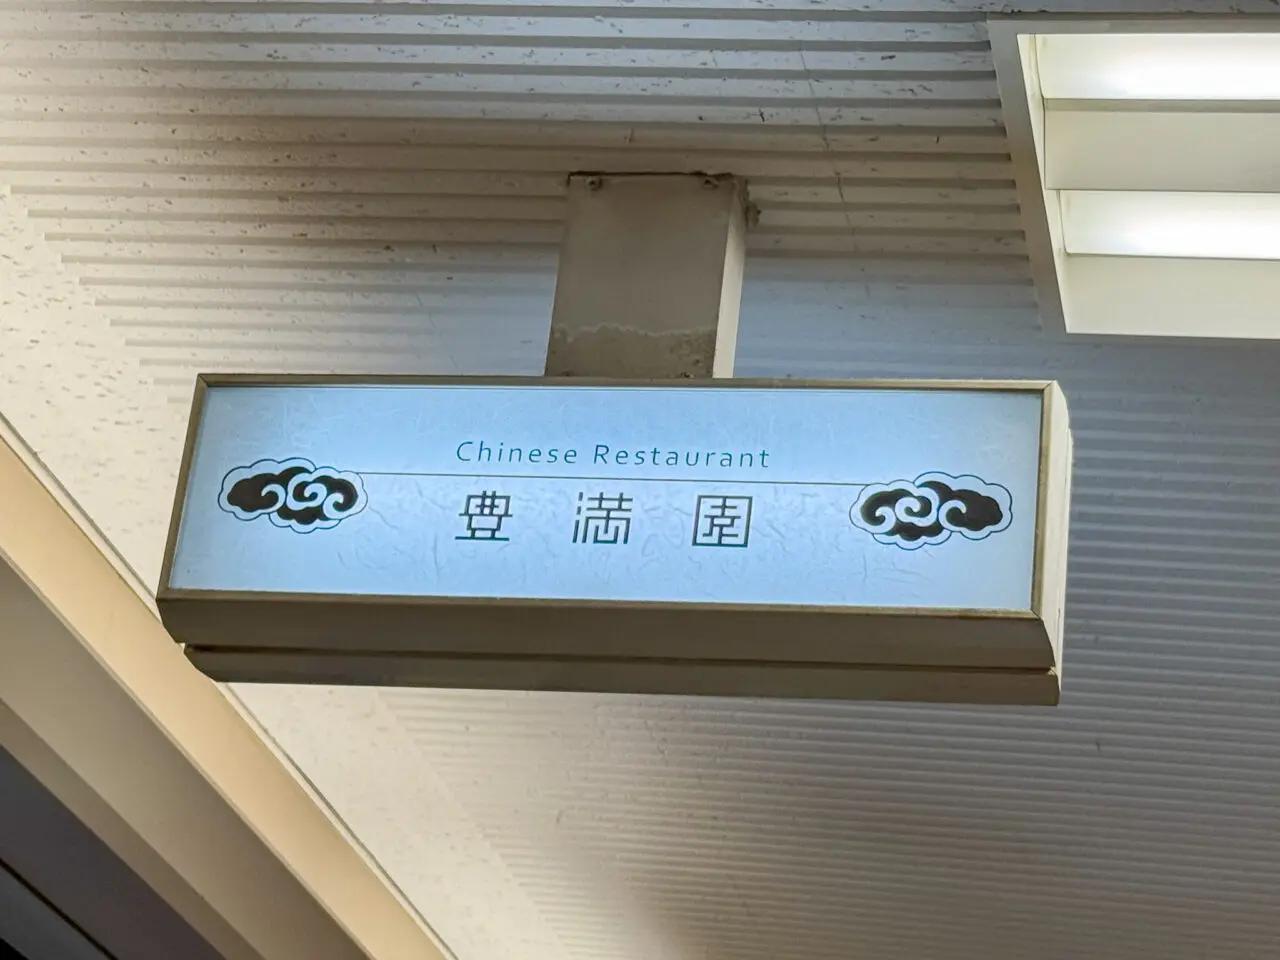 Chinese Restaurant
豊満園